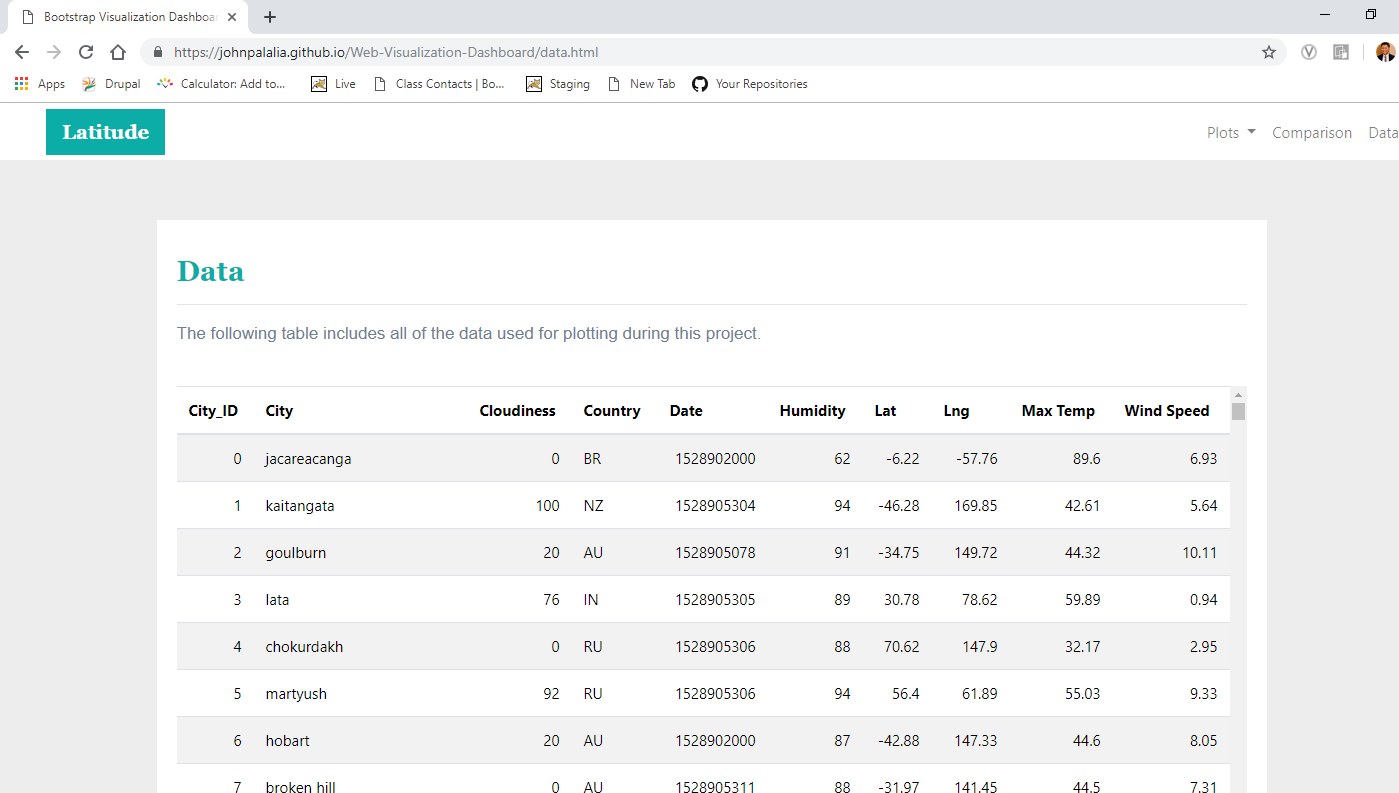 Bootstrap Visualization Dashboar
https://johnpalalia.github.io/Web-Visualization-Dashboard/data.html
Apps Drupal Calculator: Add to... Live Class Contacts | Bo... Staging New Tab Your Repositories
Latitude Plots Comparison Data
Data
The following table includes all of the data used for plotting during this project.
City_ID City Cloudiness Country Date Humidity Lat Lng Max Temp Wind Speed
0 jacareacanga 0 BR 1528902000 62 -6.22 -57.76 89.6 6.93
1 kaitangata 100 NZ 1528905304 94 -46.28 169.85 42.61 5.64
2 goulburn 20 AU 1528905078 91 -34.75 149.72 44.32 10.11
3 lata 76 IN 1528905305 89 30.78 78.62 59.89 0.94
4 chokurdakh 0 RU 1528905306 88 70.62 147.9 32.17 2.95
5 martyush 92 RU 1528905306 94 56.4 61.89 55.03 9.33
6 hobart 20 AU 1528902000 87 -42.88 147.33 44.6 8.05
7 broken hill 0 AU 1528905311 88 -31.97 141.45 44.5 7.31